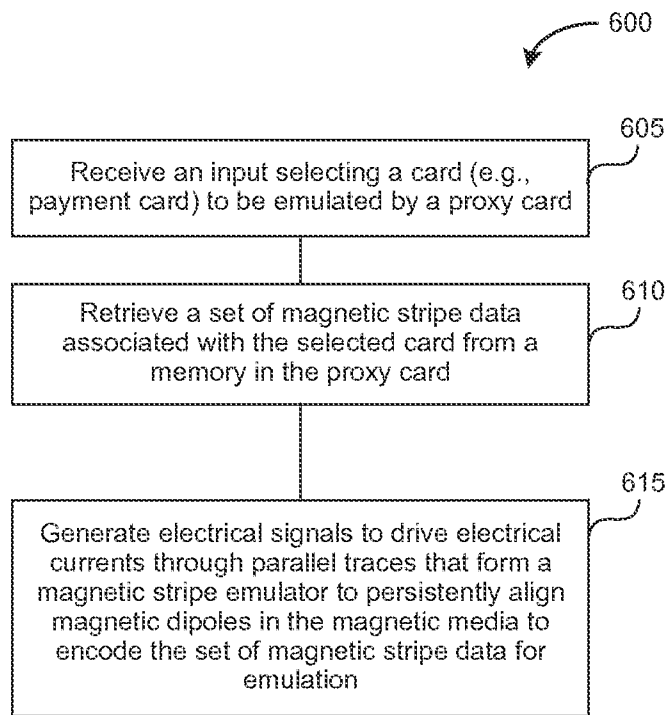 600
605
Receive an input selecting a card (e.g.,
payment card) to be emulated by a proxy card
610
Retrieve a set of magnetic stripe data
associated with the selected card from a
memory in the proxy card
615
Generate electrical signals to drive electrical
currents through parallel traces that form a
magnetic stripe emulator to persistently align
magnetic dipoles in the magnetic media to
encode the set of magnetic stripe data for
emulation